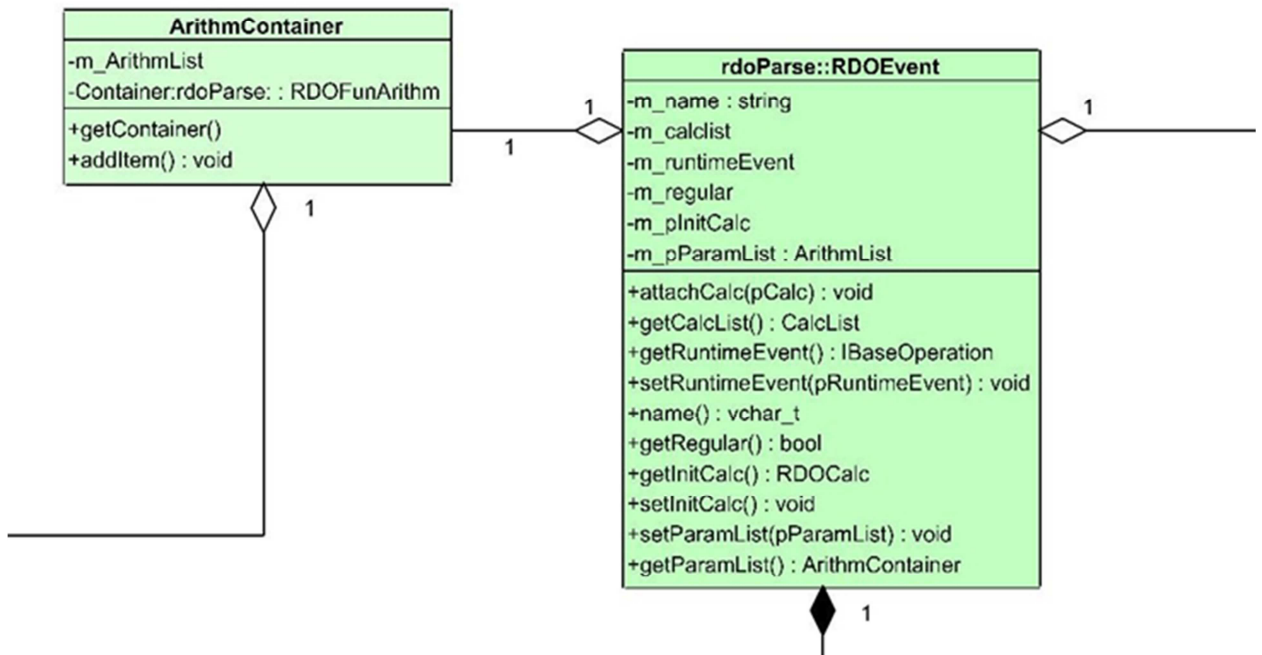 ArithmContainer
-m_ArithmList
-Container:rdoParse: : RDOFunArithm
+getContainer()
+addItem() : void
1
1
1
rdoParse::RDOEvent
-m_name : string
-m_calclist
-m_runtimeEvent
-m_regular
-m_pInitCalc
-m_pParamList : ArithmList
+attachCalc(pCalc) : void
+getCalcList() : CalcList
+getRuntimeEvent() : IBaseOperation
+setRuntimeEvent(pRuntimeEvent) : void
+name() : vchar_t
+getRegular() : bool
+getInitCalc() : RDOCalc
+setInitCalc() : void
+setParamList(pParamList) : void
+getParamList() : ArithmContainer
1
1